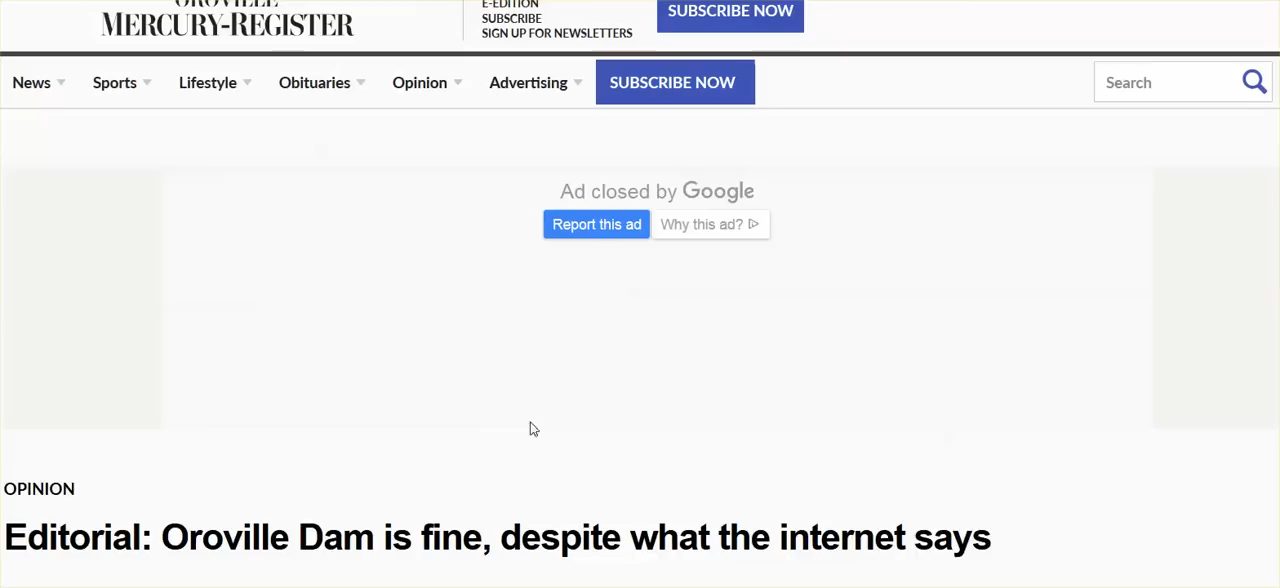 OROVILLE
MERCURY-REGISTER
E-EDITION
SUBSCRIBE
SIGN UP FOR NEWSLETTERS
SUBSCRIBE NOW
News
Sports
Lifestyle
Obituaries
Opinion
Advertising
SUBSCRIBE NOW
Search
Ad closed by Google
Report this ad
Why this ad?
OPINION
Editorial: Oroville Dam is fine, despite what the internet says